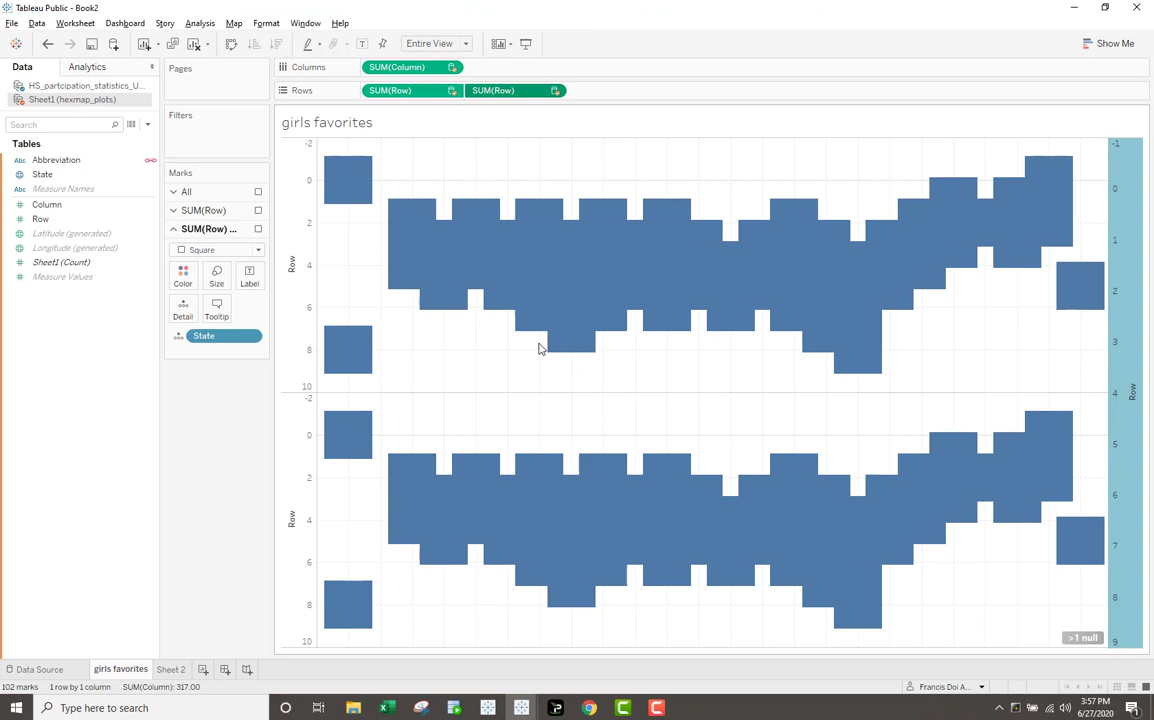 Tableau Public - Book2
File Data Worksheet Dashboard Story Analysis Map Format Window Help
Entire View
Show Me
Data Analytics
Pages
Columns SUM(Column)
HS_partcipation_statistics_U...
Sheet1 (hexmap_plots)
Rows SUM(Row) SUM(Row)
Filters
Search
girls favorites
Tables
Abc Abbreviation
State
Abc Measure Names
# Column
# Row
Latitude (generated)
Longitude (generated)
# Sheet1 (Count)
# Measure Values
Marks
All
SUM(Row)
SUM(Row) ...
Square
Color Size Label
Detail Tooltip
State
-2
0
2
4
6
8
10
Row
-2
0
2
4
6
8
10
Row
-1
0
1
2
3
4
5
6
7
8
9
Row
>1 null
Data Source girls favorites Sheet 2
102 marks 1 row by 1 column SUM(Column): 317.00
Francis Doi A...
Type here to search
3:57 PM
6/27/2020
1